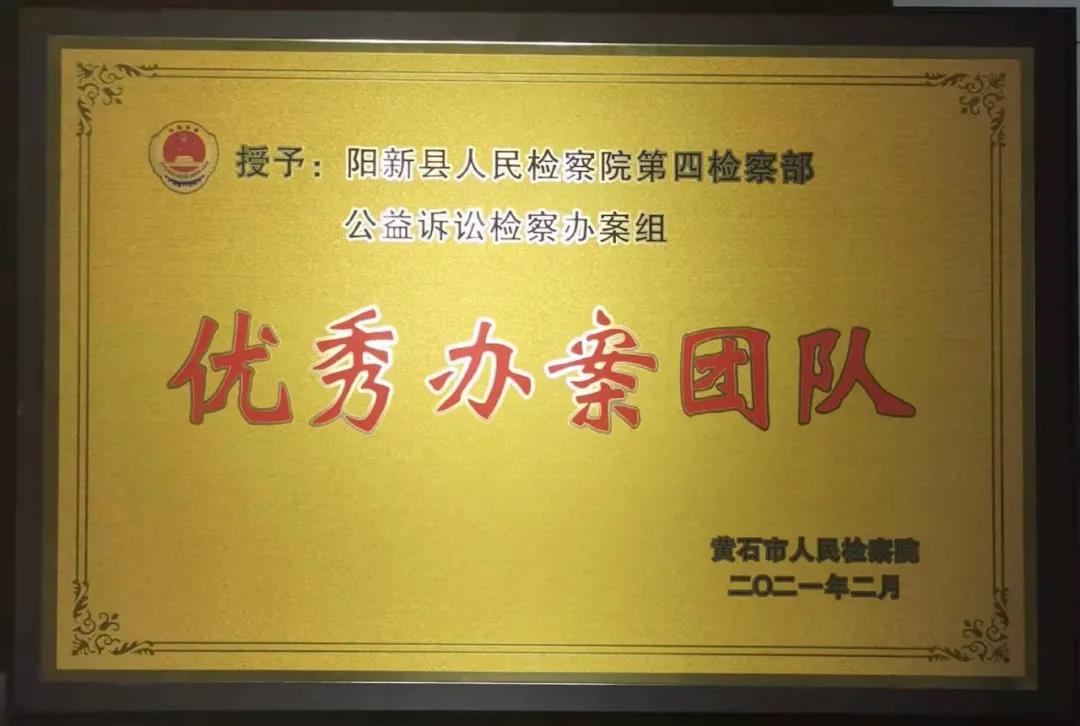 授予：阳新县人民检察院第四检察部
公益诉讼检察办案组
优秀办案团队
黄石市人民检察院
二〇二一年二月